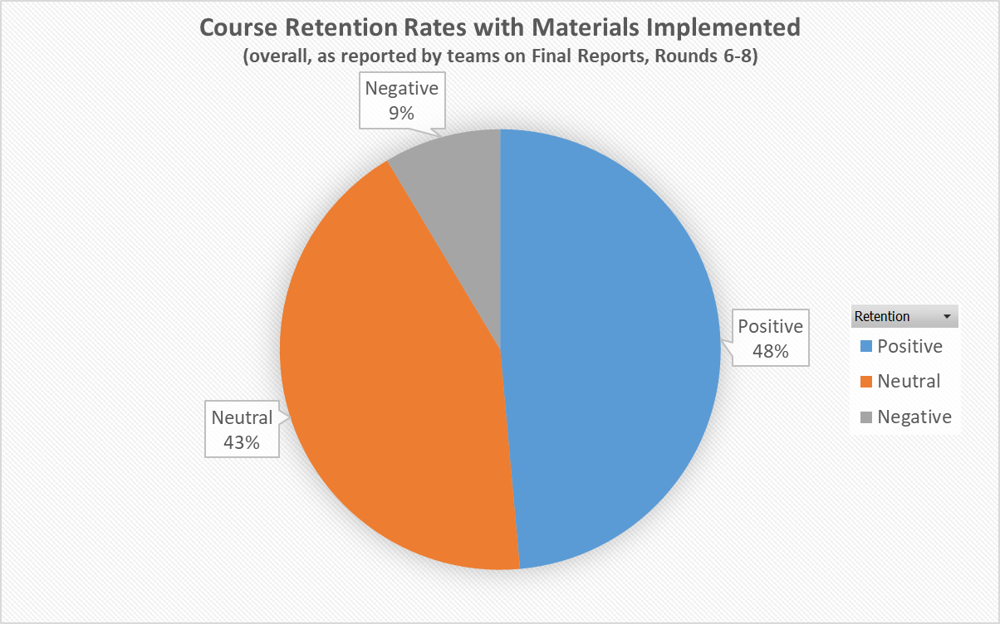 Course Retention Rates with Materials Implemented
(overall, as reported by teams on Final Reports, Rounds 6-8)
Negative
9%
Positive
48%
Neutral
43%
Retention
Positive
Neutral
Negative